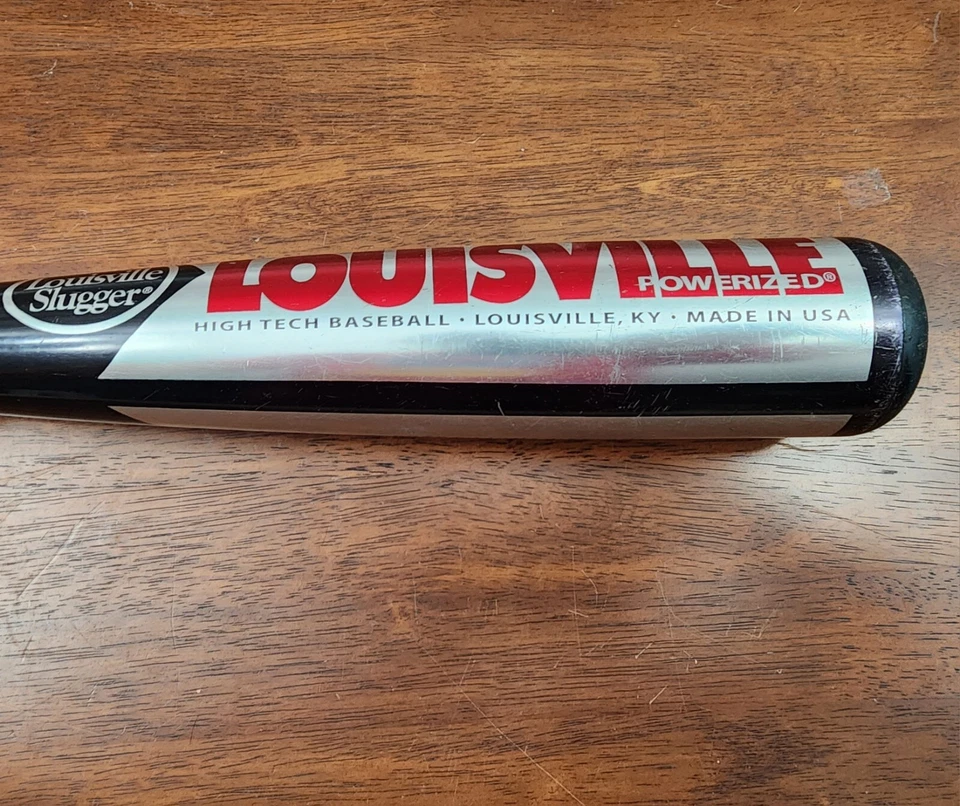 Louisville
Slugger®
LOUISVILLE
POWERIZED®
HIGH TECH BASEBALL · LOUISVILLE, KY · MADE IN USA